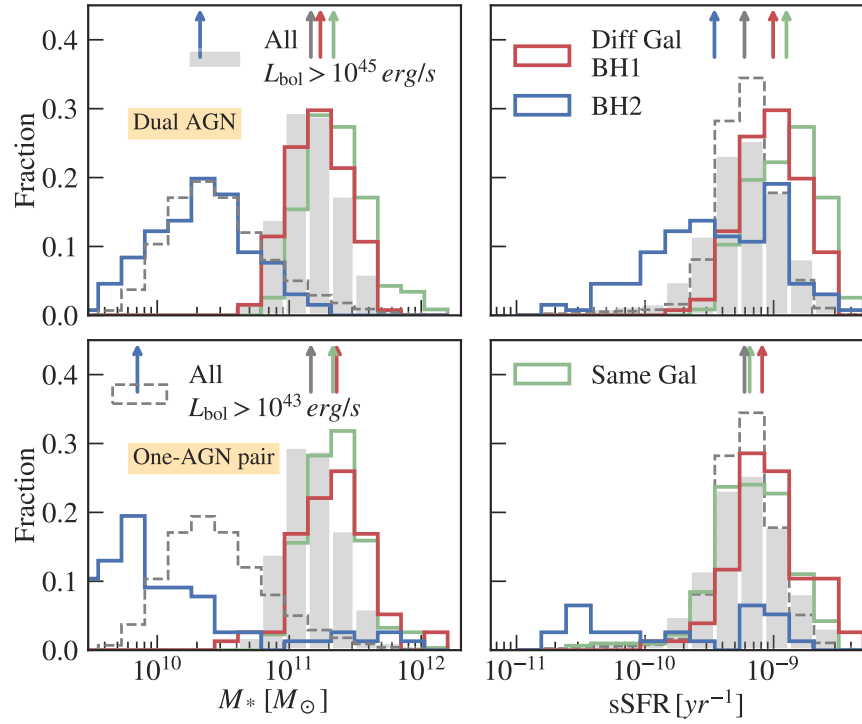 0.4
0.3
0.2
0.1
0.0
Fraction
All
L_bol > 10^45 erg/s
Dual AGN
Diff Gal
BH1
BH2
0.4
0.3
0.2
0.1
0.0
Fraction
All
L_bol > 10^43 erg/s
One-AGN pair
Same Gal
10^10 10^11 10^12
M_* [M_⊙]
10^−11 10^−10 10^−9
sSFR [yr^−1]